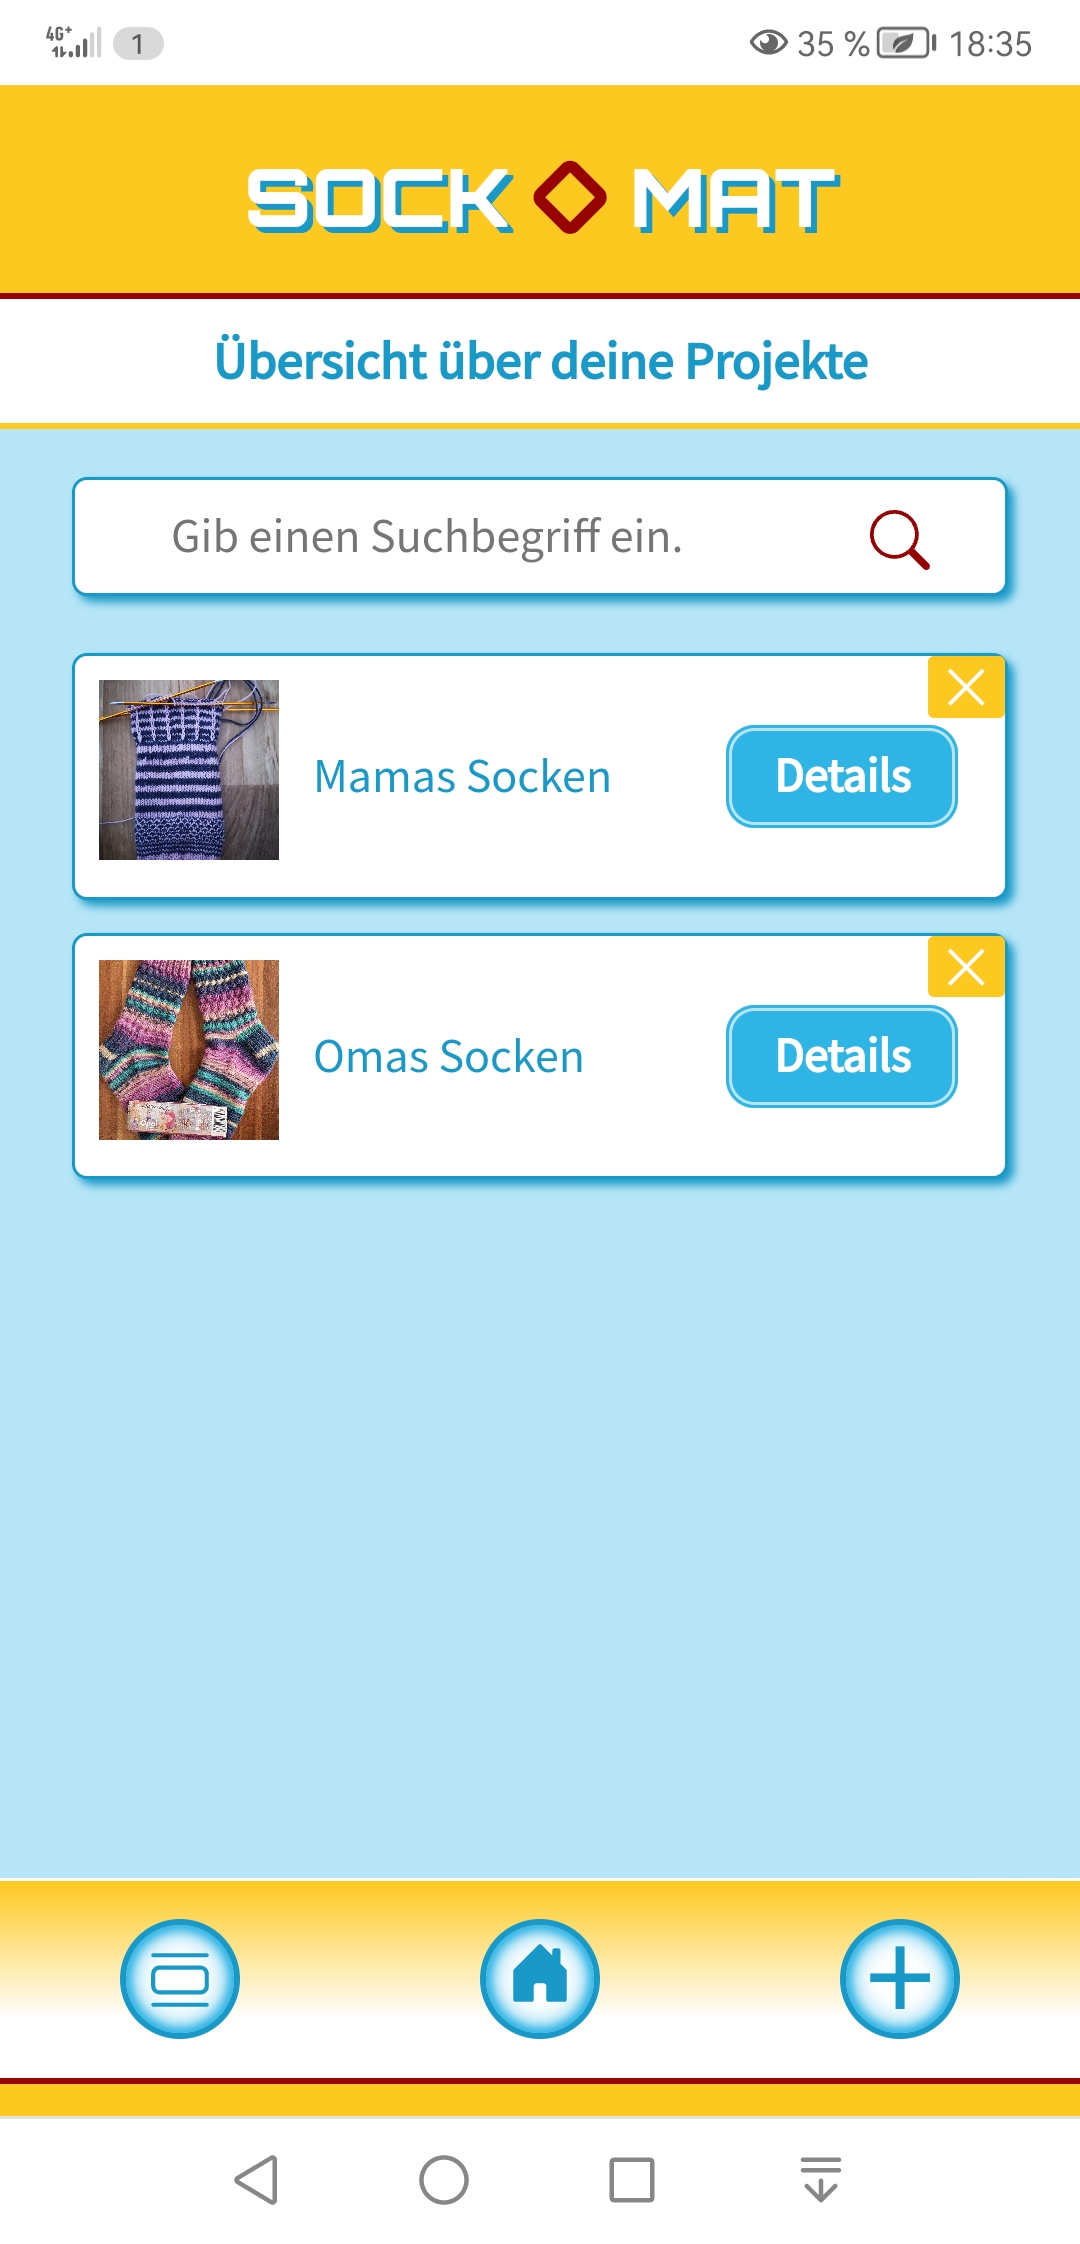 4G+ 1 35 % 18:35
SOCK MAT
Übersicht über deine Projekte
Gib einen Suchbegriff ein.
Mamas Socken Details
Omas Socken Details